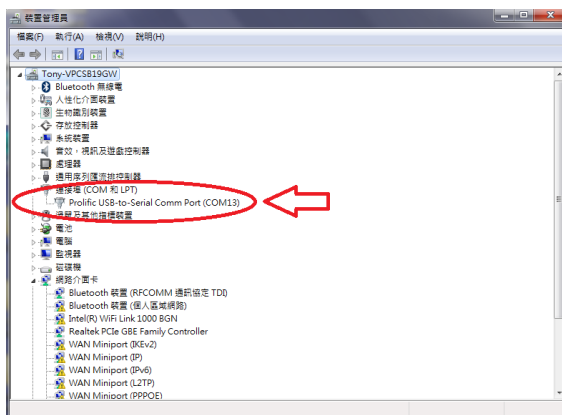 裝置管理員
檔案(F) 執行(A) 檢視(V) 說明(H)
Tony-VPCSB19GW
Bluetooth 無線電
人性化介面裝置
生物識別裝置
存放控制器
系統裝置
音效，視訊及遊戲控制器
處理器
通用序列匯流排控制器
連接埠 (COM 和 LPT)
Prolific USB-to-Serial Comm Port (COM13)
滑鼠及其他指標裝置
電池
電腦
監視器
磁碟機
網路介面卡
Bluetooth 裝置 (RFCOMM 通訊協定 TDI)
Bluetooth 裝置 (個人區域網路)
Intel(R) WiFi Link 1000 BGN
Realtek PCIe GBE Family Controller
WAN Miniport (IKEv2)
WAN Miniport (IP)
WAN Miniport (IPv6)
WAN Miniport (L2TP)
WAN Miniport (PPPOE)